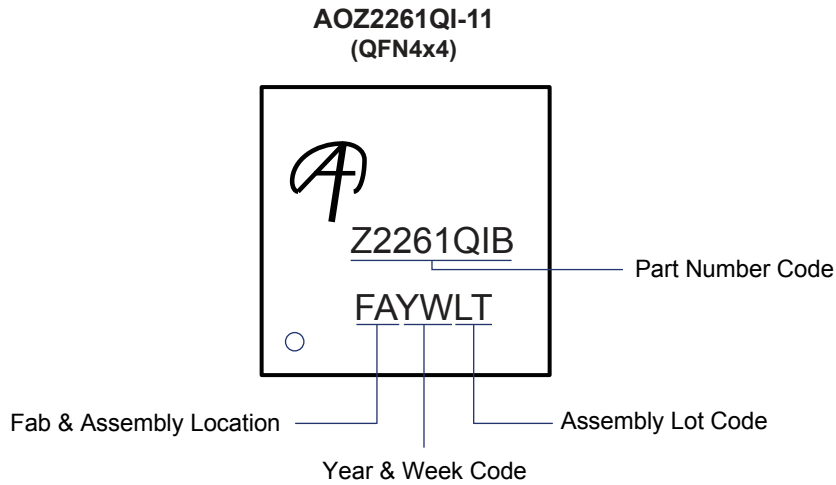 AOZ2261QI-11
(QFN4x4)
Z2261QIB
Part Number Code
FAYWLT
Fab & Assembly Location
Assembly Lot Code
Year & Week Code